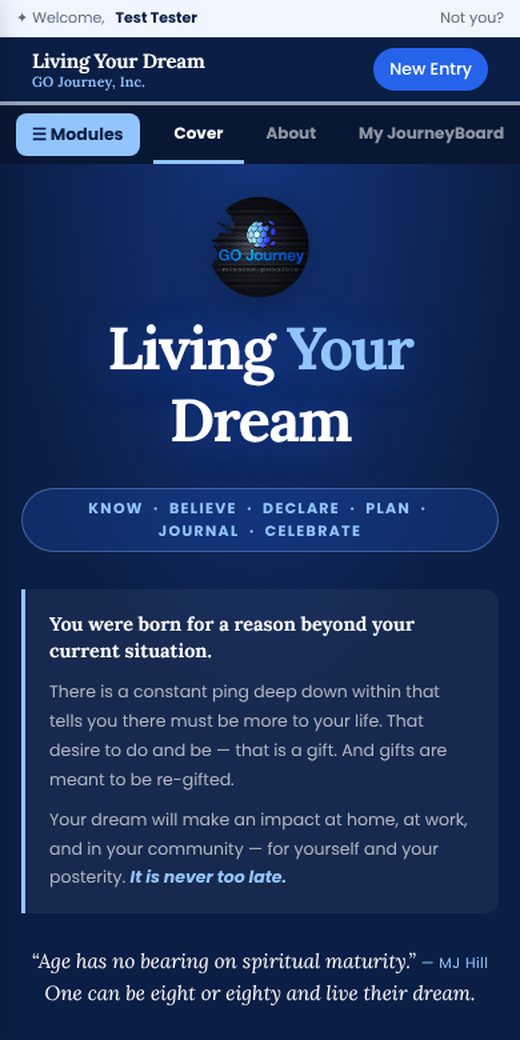 ✦ Welcome, Test Tester Not you?
Living Your Dream
GO Journey, Inc.
New Entry
☰ Modules Cover About My JourneyBoard
GO Journey
mission possible
Living Your
Dream
KNOW · BELIEVE · DECLARE · PLAN ·
JOURNAL · CELEBRATE
You were born for a reason beyond your
current situation.
There is a constant ping deep down within that
tells you there must be more to your life. That
desire to do and be — that is a gift. And gifts are
meant to be re-gifted.
Your dream will make an impact at home, at work,
and in your community — for yourself and your
posterity. It is never too late.
“Age has no bearing on spiritual maturity.” — MJ Hill
One can be eight or eighty and live their dream.